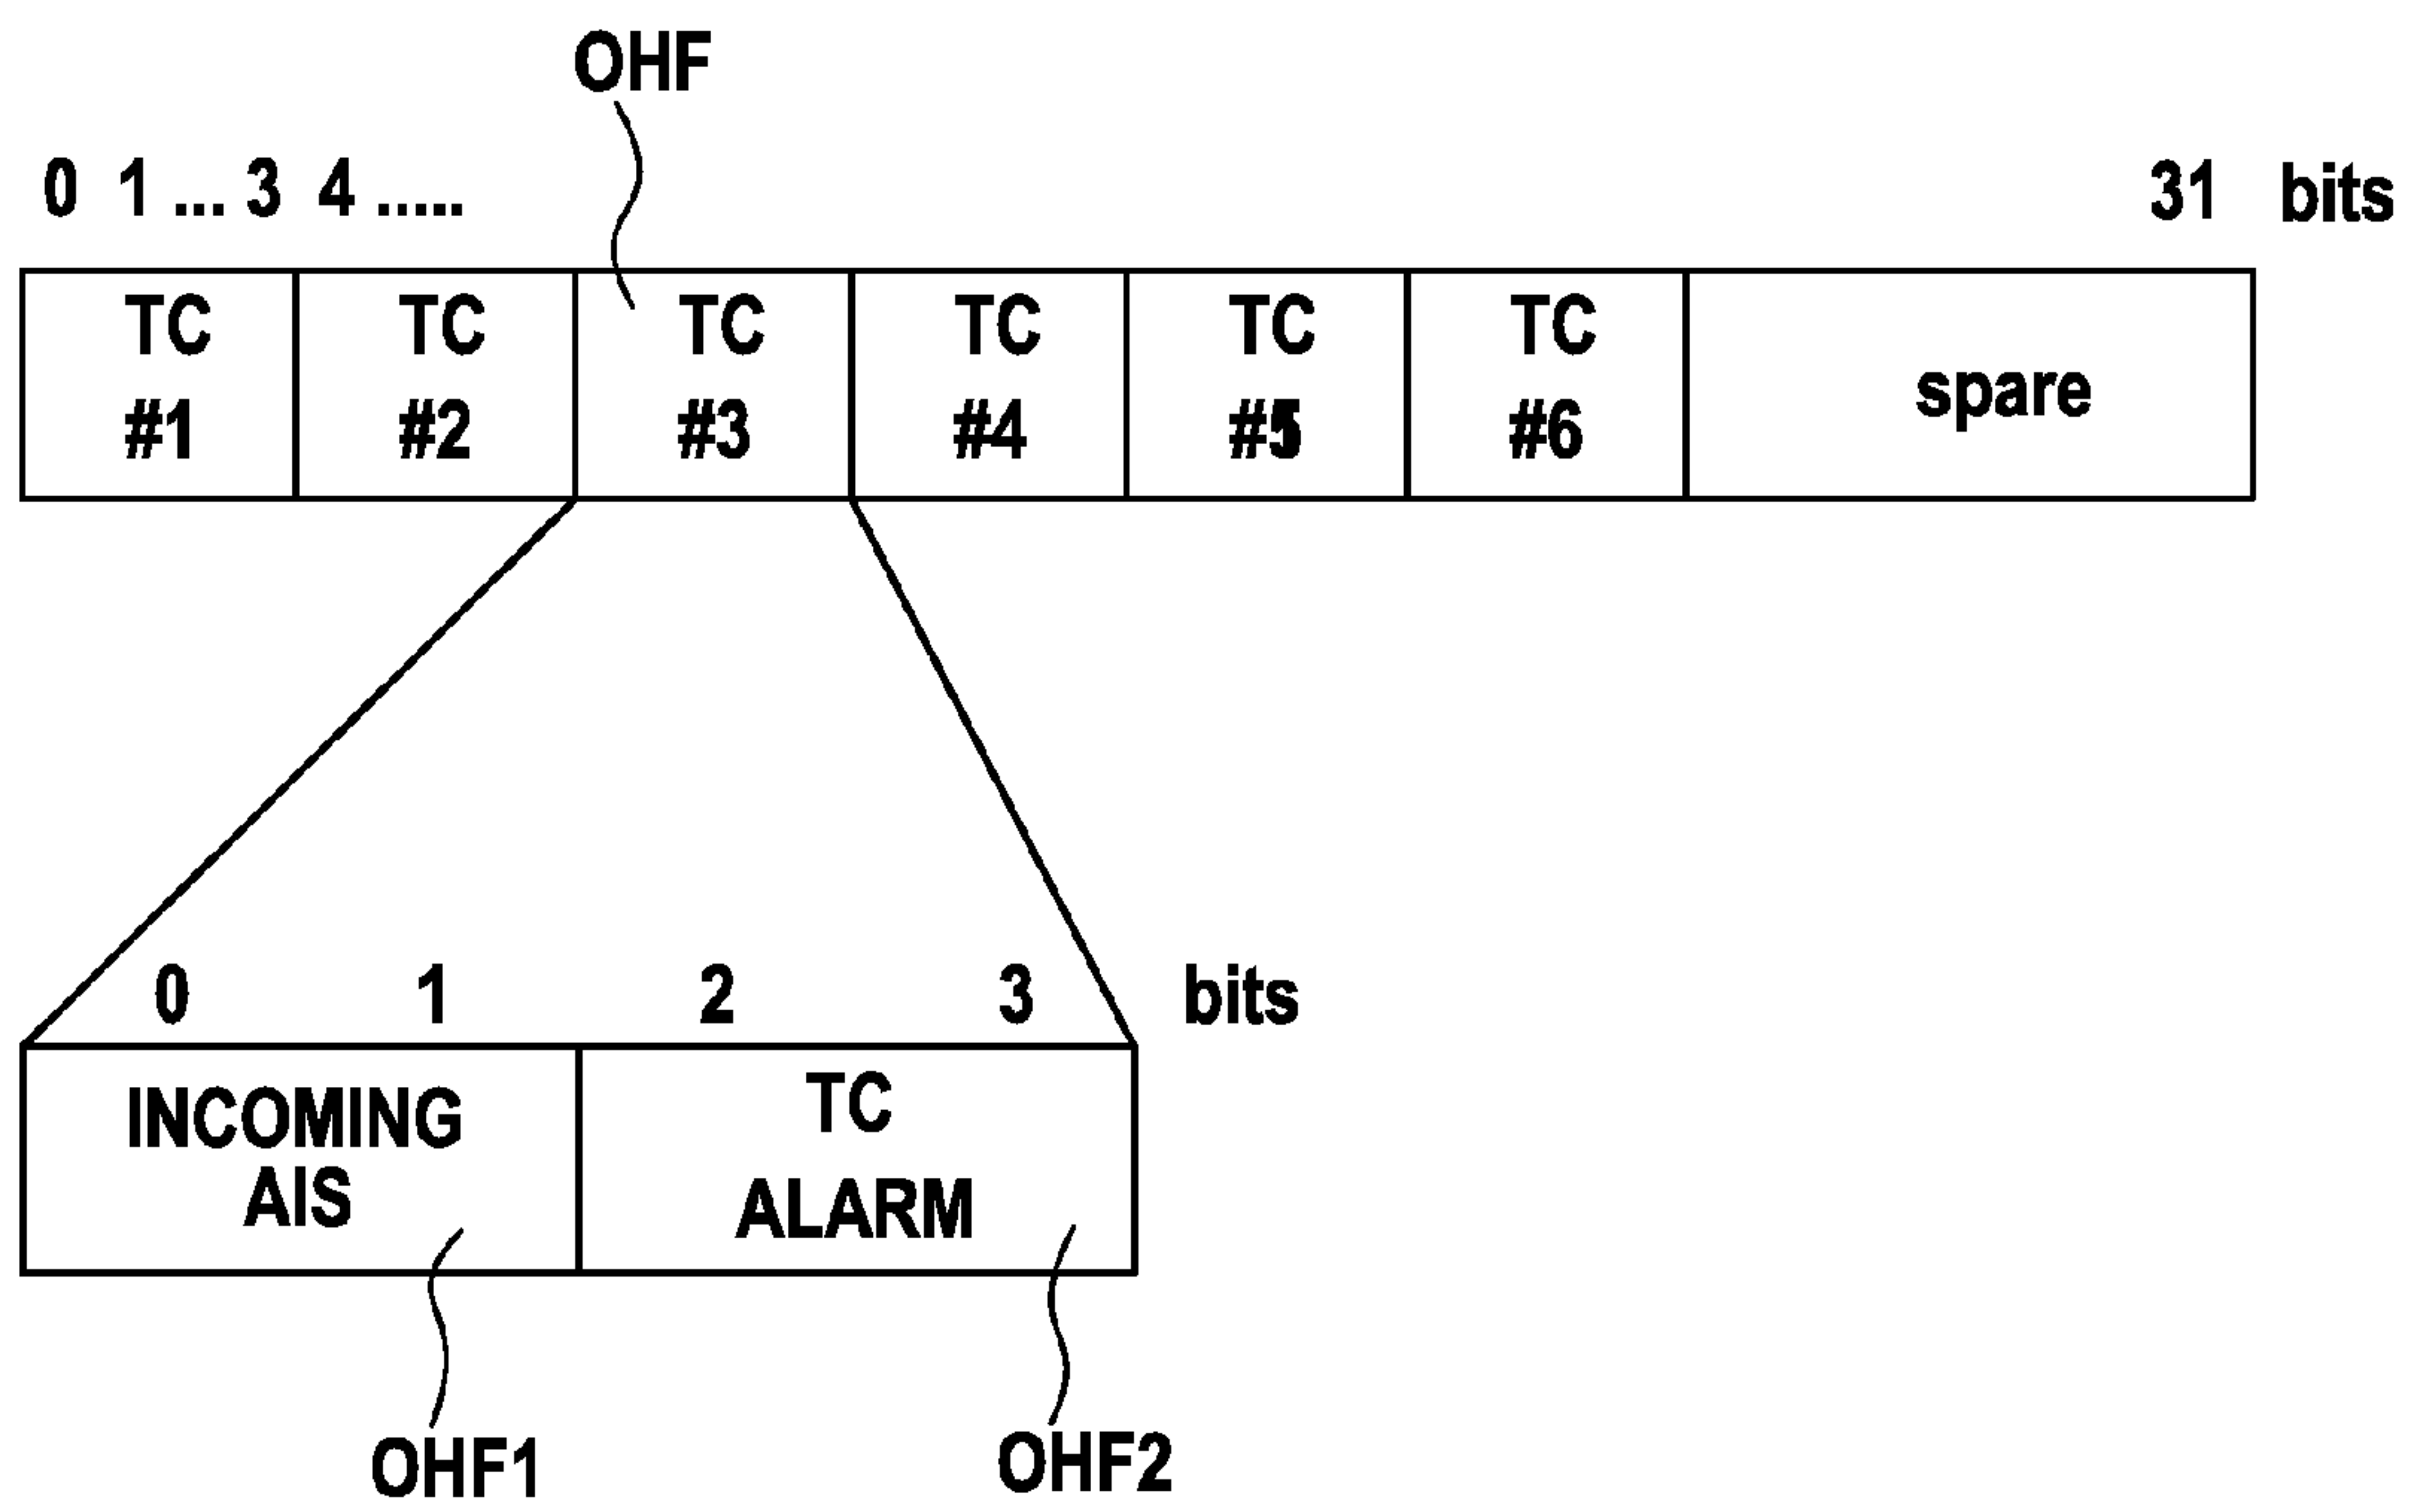 OHF
0 1 ... 3 4 ..... 31 bits
TC TC TC TC TC TC
#1 #2 #3 #4 #5 #6 spare
0 1 2 3 bits
INCOMING TC
AIS ALARM
OHF1 OHF2